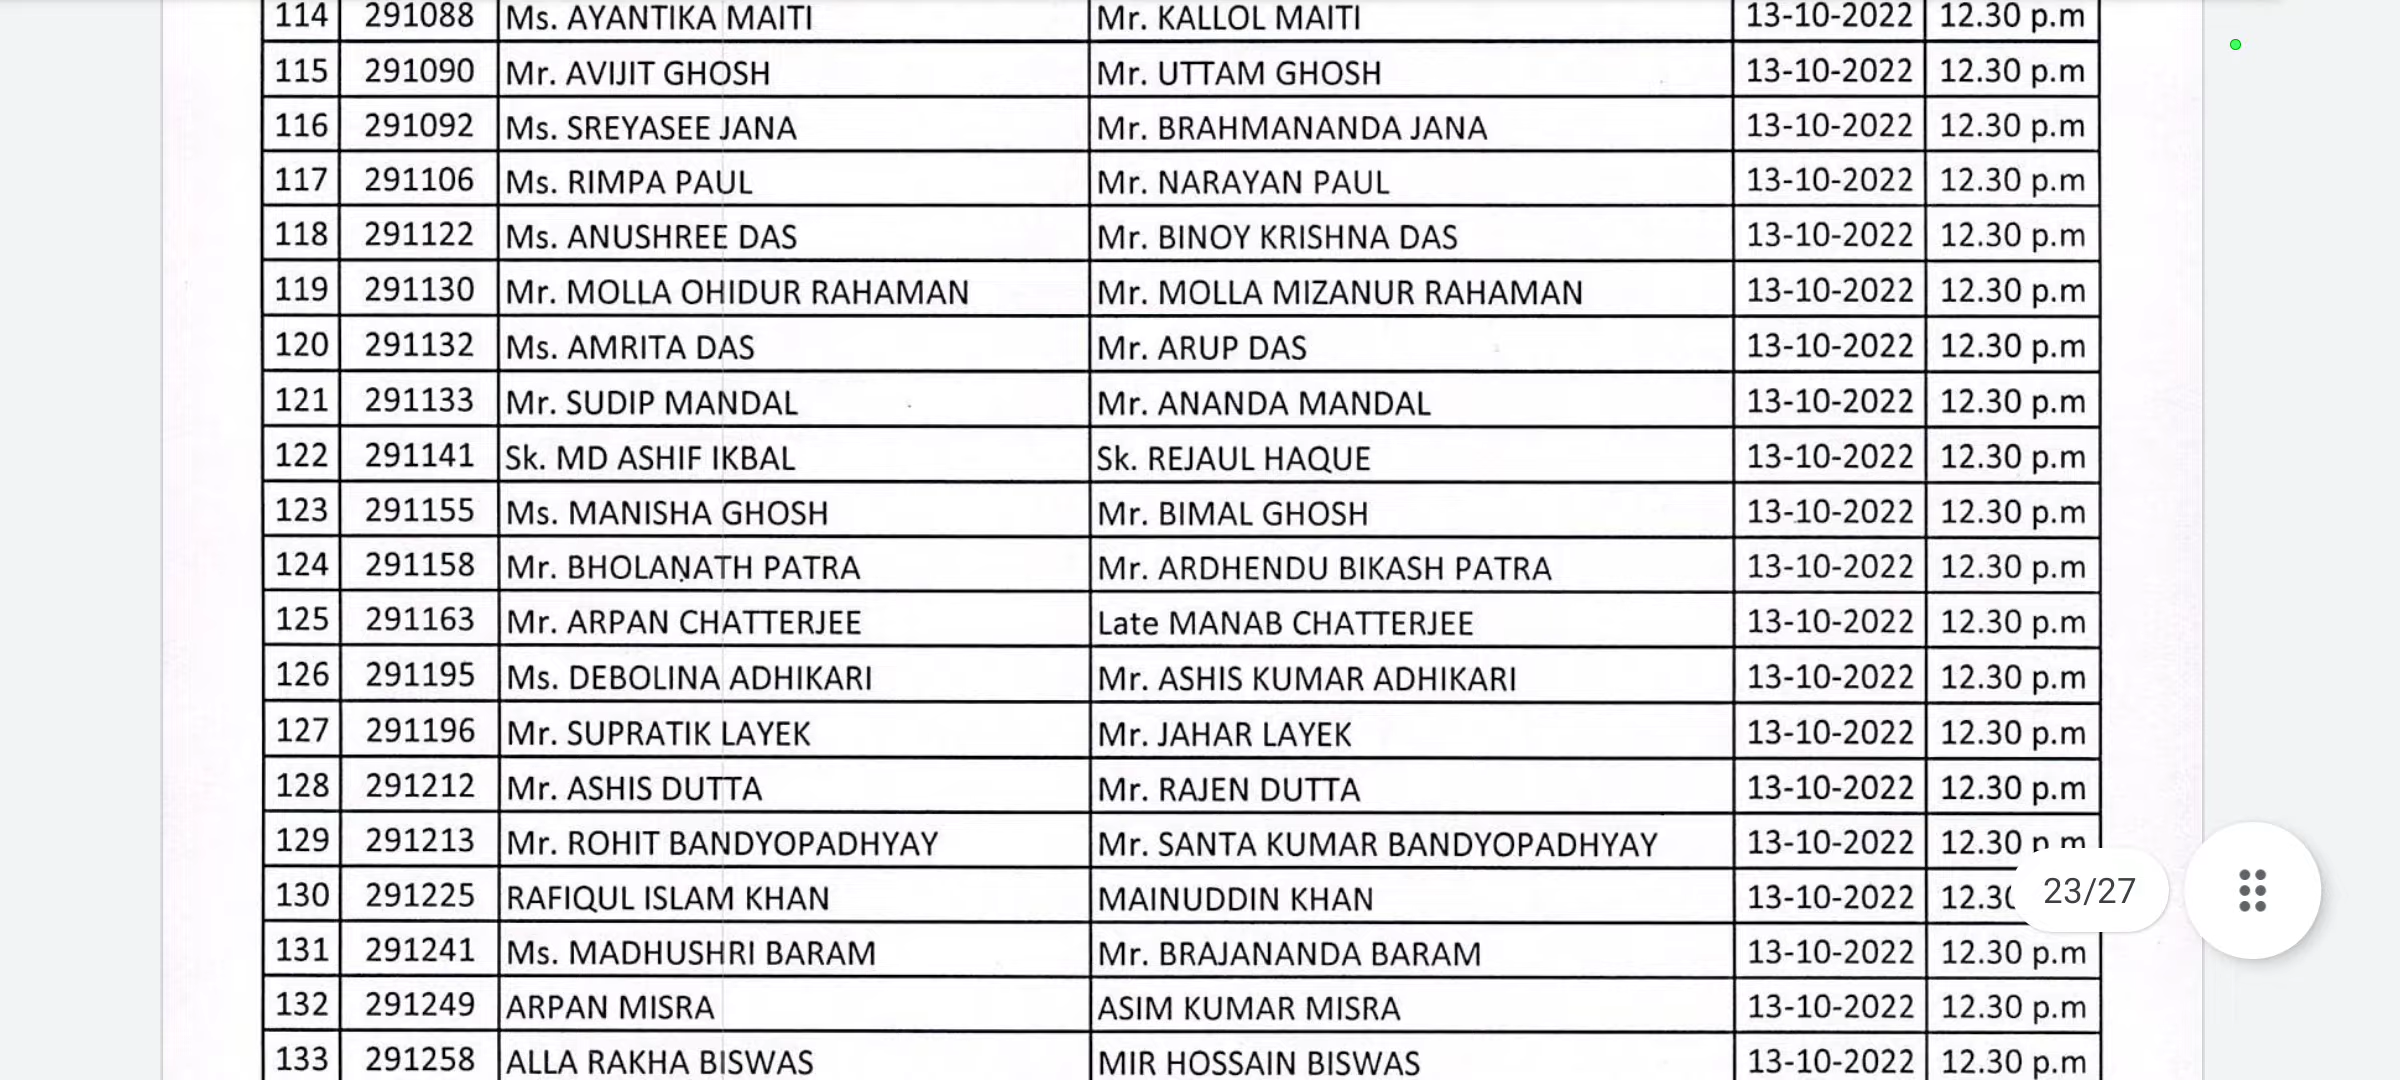 114 291088 Ms. AYANTIKA MAITI Mr. KALLOL MAITI 13-10-2022 12.30 p.m
115 291090 Mr. AVIJIT GHOSH Mr. UTTAM GHOSH 13-10-2022 12.30 p.m
116 291092 Ms. SREYASEE JANA Mr. BRAHMANANDA JANA 13-10-2022 12.30 p.m
117 291106 Ms. RIMPA PAUL Mr. NARAYAN PAUL 13-10-2022 12.30 p.m
118 291122 Ms. ANUSHREE DAS Mr. BINOY KRISHNA DAS 13-10-2022 12.30 p.m
119 291130 Mr. MOLLA OHIDUR RAHAMAN Mr. MOLLA MIZANUR RAHAMAN 13-10-2022 12.30 p.m
120 291132 Ms. AMRITA DAS Mr. ARUP DAS 13-10-2022 12.30 p.m
121 291133 Mr. SUDIP MANDAL Mr. ANANDA MANDAL 13-10-2022 12.30 p.m
122 291141 Sk. MD ASHIF IKBAL Sk. REJAUL HAQUE 13-10-2022 12.30 p.m
123 291155 Ms. MANISHA GHOSH Mr. BIMAL GHOSH 13-10-2022 12.30 p.m
124 291158 Mr. BHOLANATH PATRA Mr. ARDHENDU BIKASH PATRA 13-10-2022 12.30 p.m
125 291163 Mr. ARPAN CHATTERJEE Late MANAB CHATTERJEE 13-10-2022 12.30 p.m
126 291195 Ms. DEBOLINA ADHIKARI Mr. ASHIS KUMAR ADHIKARI 13-10-2022 12.30 p.m
127 291196 Mr. SUPRATIK LAYEK Mr. JAHAR LAYEK 13-10-2022 12.30 p.m
128 291212 Mr. ASHIS DUTTA Mr. RAJEN DUTTA 13-10-2022 12.30 p.m
129 291213 Mr. ROHIT BANDYOPADHYAY Mr. SANTA KUMAR BANDYOPADHYAY 13-10-2022 12.30 p.m
130 291225 RAFIQUL ISLAM KHAN MAINUDDIN KHAN 13-10-2022 12.30
23/27
131 291241 Ms. MADHUSHRI BARAM Mr. BRAJANANDA BARAM 13-10-2022 12.30 p.m
132 291249 ARPAN MISRA ASIM KUMAR MISRA 13-10-2022 12.30 p.m
133 291258 ALLA RAKHA BISWAS MIR HOSSAIN BISWAS 13-10-2022 12.30 p.m